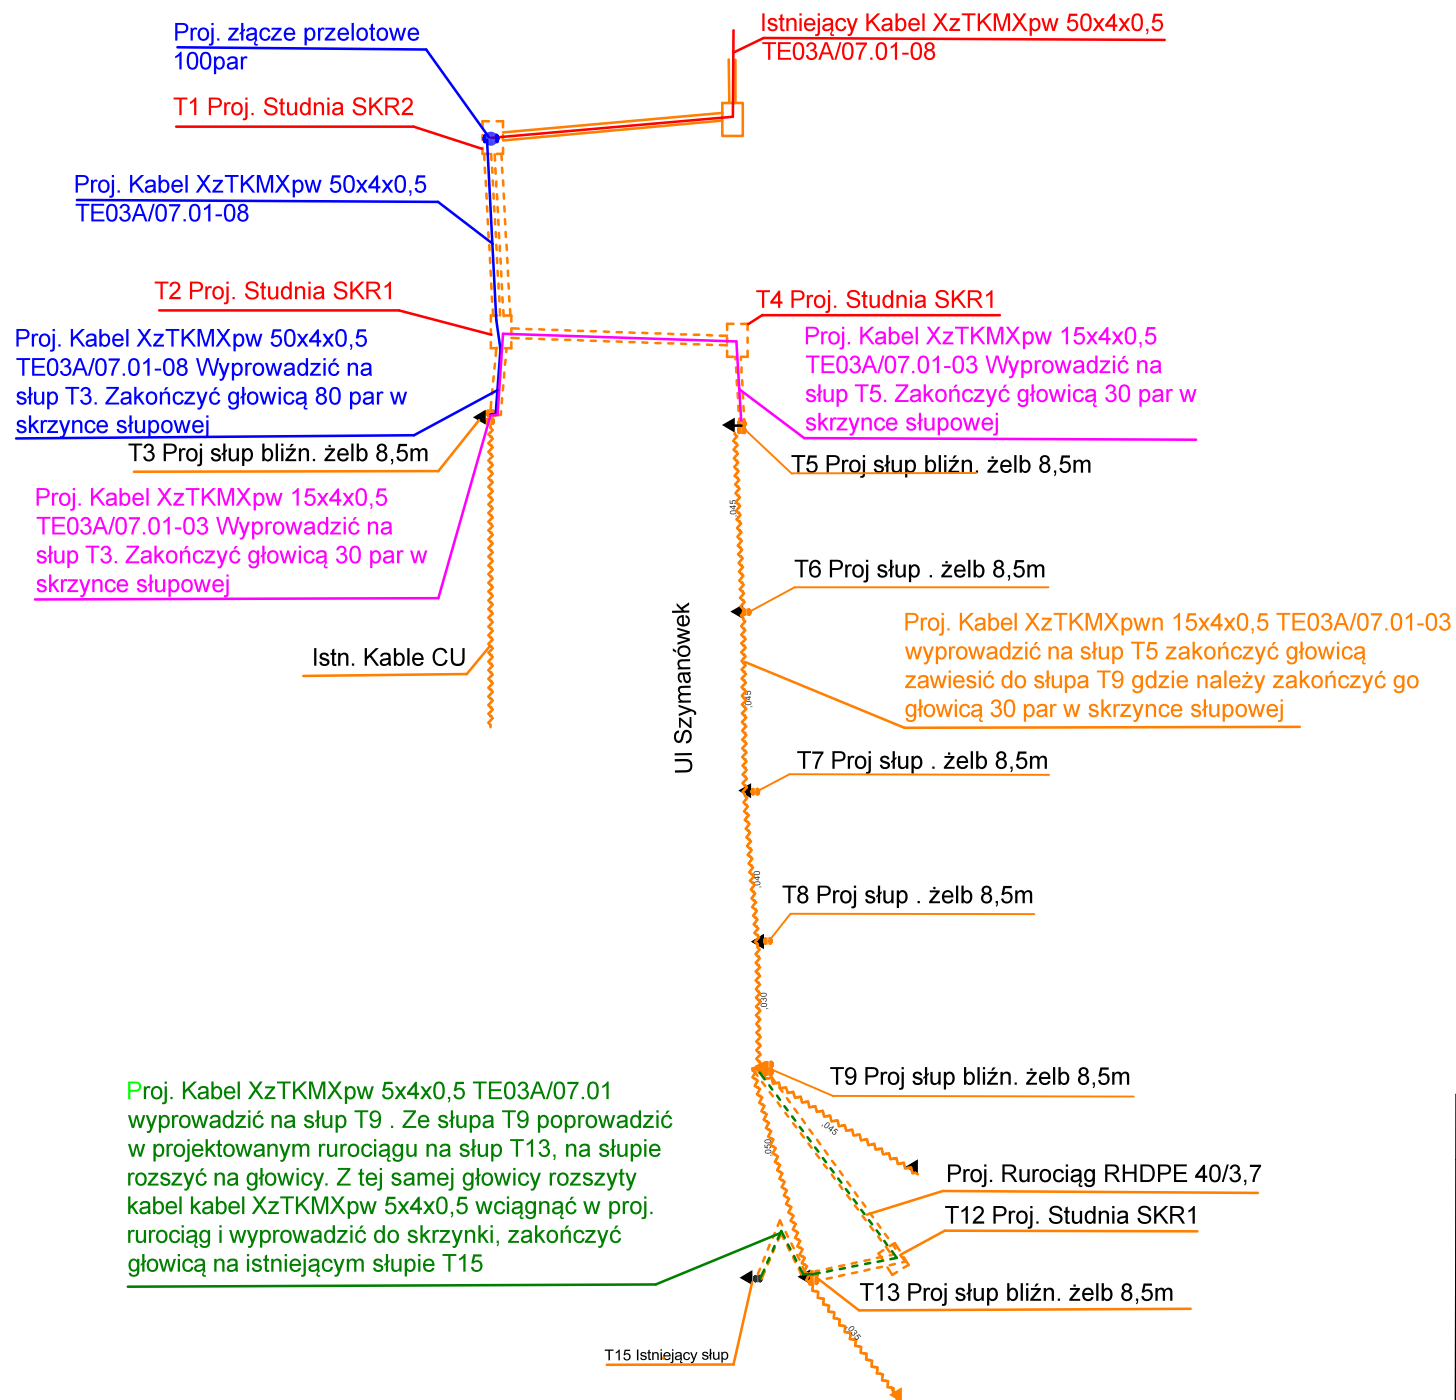 Proj. złącze przelotowe
100par
Istniejący Kabel XzTKMXpw 50x4x0,5
TE03A/07.01-08
T1 Proj. Studnia SKR2
Proj. Kabel XzTKMXpw 50x4x0,5
TE03A/07.01-08
T2 Proj. Studnia SKR1
T4 Proj. Studnia SKR1
Proj. Kabel XzTKMXpw 50x4x0,5
TE03A/07.01-08 Wyprowadzić na
słup T3. Zakończyć głowicą 80 par w
skrzynce słupowej
Proj. Kabel XzTKMXpw 15x4x0,5
TE03A/07.01-03 Wyprowadzić na
słup T5. Zakończyć głowicą 30 par w
skrzynce słupowej
T3 Proj słup bliźn. żelb 8,5m
T5 Proj słup bliźn. żelb 8,5m
Proj. Kabel XzTKMXpw 15x4x0,5
TE03A/07.01-03 Wyprowadzić na
słup T3. Zakończyć głowicą 30 par w
skrzynce słupowej
,045
T6 Proj słup . żelb 8,5m
Istn. Kable CU
Ul Szymanówek
Proj. Kabel XzTKMXpwn 15x4x0,5 TE03A/07.01-03
wyprowadzić na słup T5 zakończyć głowicą
zawiesić do słupa T9 gdzie należy zakończyć go
głowicą 30 par w skrzynce słupowej
,045
T7 Proj słup . żelb 8,5m
,040
T8 Proj słup . żelb 8,5m
,030
T9 Proj słup bliźn. żelb 8,5m
Proj. Kabel XzTKMXpw 5x4x0,5 TE03A/07.01
wyprowadzić na słup T9 . Ze słupa T9 poprowadzić
w projektowanym rurociągu na słup T13, na słupie
rozszyć na głowicy. Z tej samej głowicy rozszyty
kabel kabel XzTKMXpw 5x4x0,5 wciągnąć w proj.
rurociąg i wyprowadzić do skrzynki, zakończyć
głowicą na istniejącym słupie T15
,045
,050
Proj. Rurociąg RHDPE 40/3,7
T12 Proj. Studnia SKR1
T13 Proj słup bliźn. żelb 8,5m
,035
T15 Istniejący słup